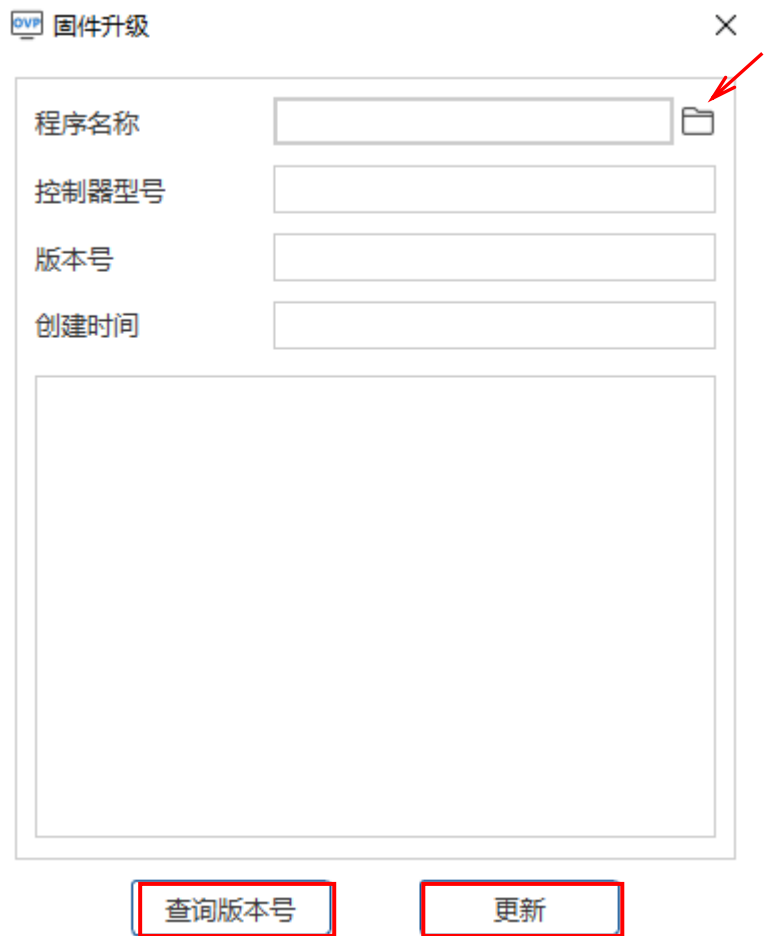 OVP 固件升级
程序名称
控制器型号
版本号
创建时间
查询版本号 更新